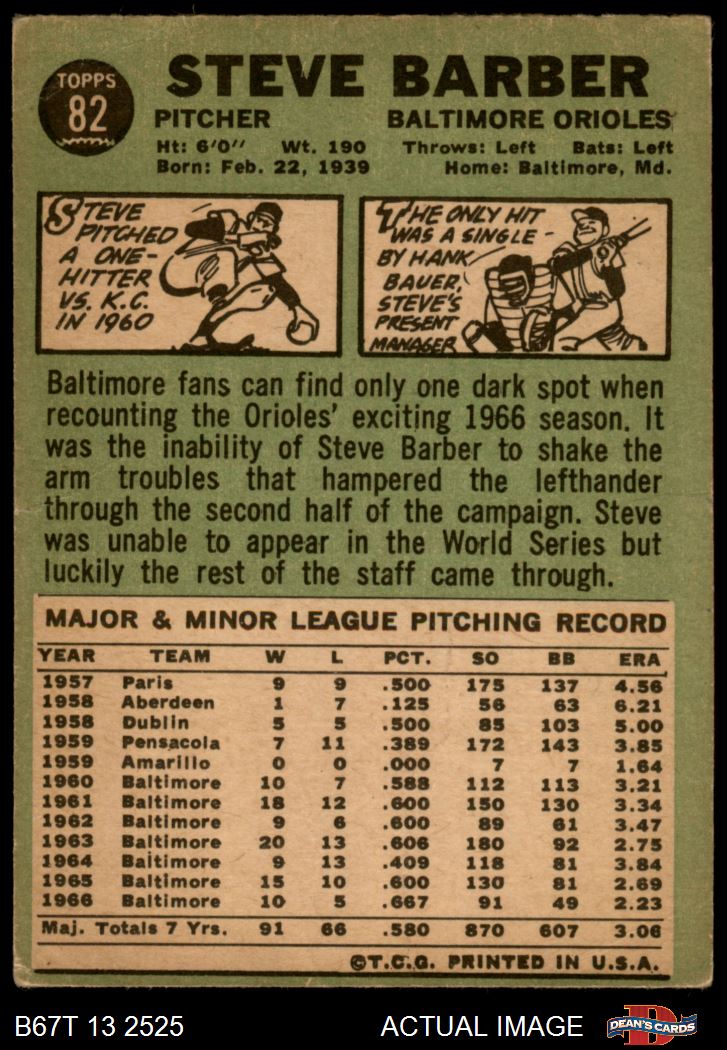 TOPPS
82
STEVE BARBER
PITCHER BALTIMORE ORIOLES
Ht: 6'0" Wt. 190 Throws: Left Bats: Left
Born: Feb. 22, 1939 Home: Baltimore, Md.
STEVE
PITCHED
A ONE-
HITTER
VS. K.C.
IN 1960
THE ONLY HIT
WAS A SINGLE -
BY HANK
BAUER,
STEVE'S
PRESENT
MANAGER
Baltimore fans can find only one dark spot when
recounting the Orioles' exciting 1966 season. It
was the inability of Steve Barber to shake the
arm troubles that hampered the lefthander
through the second half of the campaign. Steve
was unable to appear in the World Series but
luckily the rest of the staff came through.
MAJOR & MINOR LEAGUE PITCHING RECORD
YEAR TEAM W L PCT. SO BB ERA
1957 Paris 9 9 .500 175 137 4.56
1958 Aberdeen 1 7 .125 56 63 6.21
1958 Dublin 5 5 .500 85 103 5.00
1959 Pensacola 7 11 .389 172 143 3.85
1959 Amarillo 0 0 .000 7 7 1.64
1960 Baltimore 10 7 .588 112 113 3.21
1961 Baltimore 18 12 .600 150 130 3.34
1962 Baltimore 9 6 .600 89 61 3.47
1963 Baltimore 20 13 .606 180 92 2.75
1964 Baltimore 9 13 .409 118 81 3.84
1965 Baltimore 15 10 .600 130 81 2.69
1966 Baltimore 10 5 .667 91 49 2.23
Maj. Totals 7 Yrs. 91 66 .580 870 607 3.06
©T.C.G. PRINTED IN U.S.A.
B67T 13 2525 ACTUAL IMAGE
DEAN'S CARDS